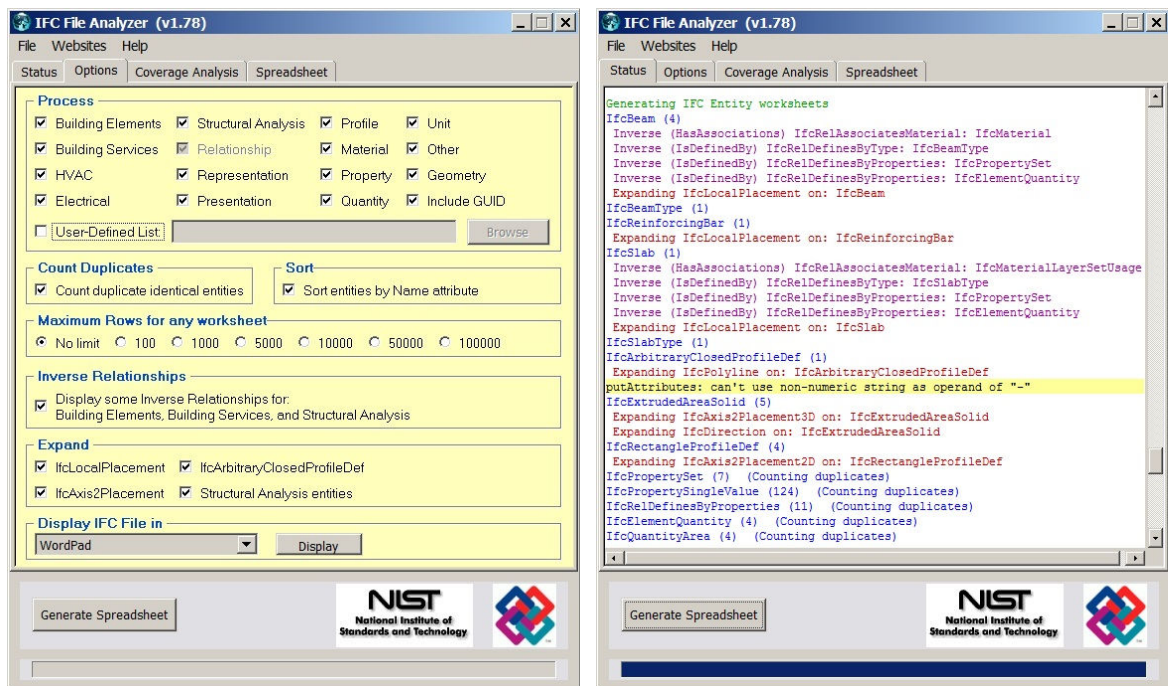 IFC File Analyzer (v1.78)
File Websites Help
Status Options Coverage Analysis Spreadsheet
Process
Building Elements Structural Analysis Profile Unit
Building Services Relationship Material Other
HVAC Representation Property Geometry
Electrical Presentation Quantity Include GUID
User-Defined List: Browse
Count Duplicates Sort
Count duplicate identical entities Sort entities by Name attribute
Maximum Rows for any worksheet
No limit 100 1000 5000 10000 50000 100000
Inverse Relationships
Display some Inverse Relationships for:
Building Elements, Building Services, and Structural Analysis
Expand
IfcLocalPlacement IfcArbitraryClosedProfileDef
IfcAxis2Placement Structural Analysis entities
Display IFC File in
WordPad Display
Generate Spreadsheet
NIST
National Institute of
Standards and Technology
IFC File Analyzer (v1.78)
File Websites Help
Status Options Coverage Analysis Spreadsheet
Generating IFC Entity worksheets
IfcBeam (4)
Inverse (HasAssociations) IfcRelAssociatesMaterial: IfcMaterial
Inverse (IsDefinedBy) IfcRelDefinesByType: IfcBeamType
Inverse (IsDefinedBy) IfcRelDefinesByProperties: IfcPropertySet
Inverse (IsDefinedBy) IfcRelDefinesByProperties: IfcElementQuantity
Expanding IfcLocalPlacement on: IfcBeam
IfcBeamType (1)
IfcReinforcingBar (1)
Expanding IfcLocalPlacement on: IfcReinforcingBar
IfcSlab (1)
Inverse (HasAssociations) IfcRelAssociatesMaterial: IfcMaterialLayerSetUsage
Inverse (IsDefinedBy) IfcRelDefinesByType: IfcSlabType
Inverse (IsDefinedBy) IfcRelDefinesByProperties: IfcPropertySet
Inverse (IsDefinedBy) IfcRelDefinesByProperties: IfcElementQuantity
Expanding IfcLocalPlacement on: IfcSlab
IfcSlabType (1)
IfcArbitraryClosedProfileDef (1)
Expanding IfcPolyline on: IfcArbitraryClosedProfileDef
putAttributes: can't use non-numeric string as operand of "-"
IfcExtrudedAreaSolid (5)
Expanding IfcAxis2Placement3D on: IfcExtrudedAreaSolid
Expanding IfcDirection on: IfcExtrudedAreaSolid
IfcRectangleProfileDef (4)
Expanding IfcAxis2Placement2D on: IfcRectangleProfileDef
IfcPropertySet (7) (Counting duplicates)
IfcPropertySingleValue (124) (Counting duplicates)
IfcRelDefinesByProperties (11) (Counting duplicates)
IfcElementQuantity (4) (Counting duplicates)
IfcQuantityArea (4) (Counting duplicates)
Generate Spreadsheet
NIST
National Institute of
Standards and Technology